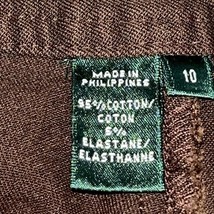 MADE IN
PHILIPPINES
95% COTTON/
COTON
5%
ELASTANE/
ELASTHANNE
10